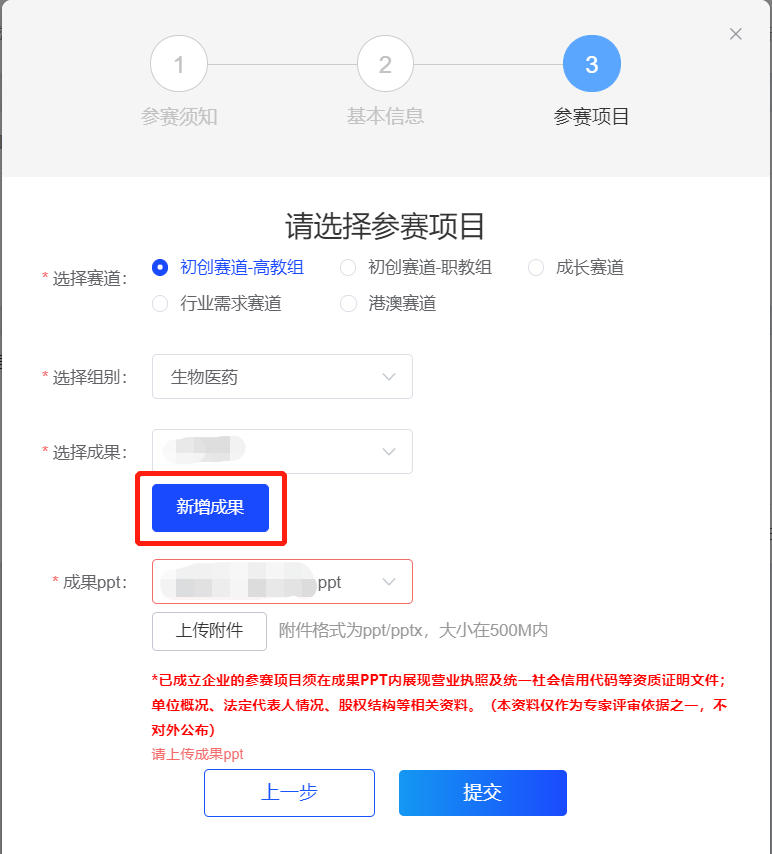 1
2
3
参赛须知
基本信息
参赛项目
请选择参赛项目
* 选择赛道:
初创赛道-高教组
初创赛道-职教组
成长赛道
行业需求赛道
港澳赛道
* 选择组别:
生物医药
* 选择成果:
新增成果
* 成果ppt:
ppt
上传附件
附件格式为ppt/pptx，大小在500M内
*已成立企业的参赛项目须在成果PPT内展现营业执照及统一社会信用代码等资质证明文件；
单位概况、法定代表人情况、股权结构等相关资料。（本资料仅作为专家评审依据之一，不
对外公布）
请上传成果ppt
上一步
提交